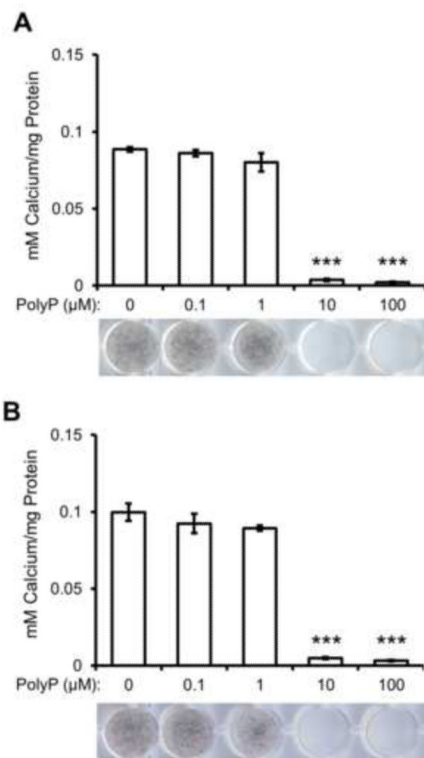 A
0.15
0.1
0.05
0
mM Calcium/mg Protein
*** ***
PolyP (µM): 0 0.1 1 10 100
B
0.15
0.1
0.05
0
mM Calcium/mg Protein
*** ***
PolyP (µM): 0 0.1 1 10 100